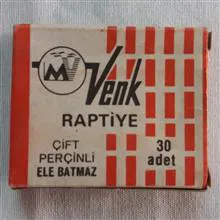 MV
Venk
RAPTİYE
ÇİFT
PERÇİNLİ
ELE BATMAZ
30
adet